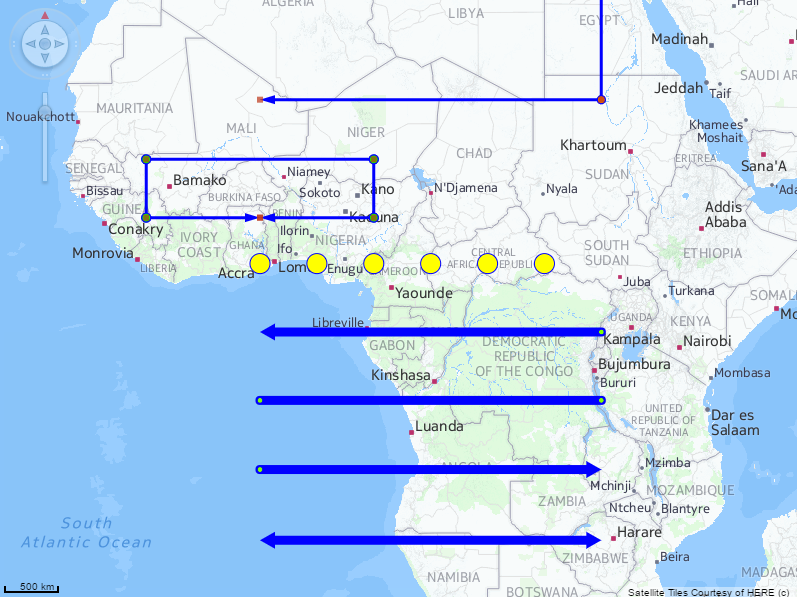 ALGERIA
LIBYA
EGYPT
Hail
Madinah
SAUDI AR
MAURITANIA
Nouakchott
Jeddah
Taif
MALI
NIGER
CHAD
Khartoum
Khamees
Moshait
ERITREA
Sana'A
SENEGAL
Bamako
Niamey
Sokoto
Kano
N'Djamena
Nyala
SUDAN
Bissau
BURKINA FASO
BENIN
Kaduna
GUINE
Conakry
Addis
Ababa
IVORY
COAST
GHANA
Ilorin
Ifo
NIGERIA
SOUTH
SUDAN
ETHIOPIA
Monrovia
LIBERIA
Accra
Lom
Enugu
CAMEROON
CENTRAL
AFRICAN REPUBLIC
Juba
Turkana
SOMALI
Yaounde
Libreville
GABON
DEMOCRATIC
REPUBLIC
OF THE CONGO
UGANDA
Kampala
KENYA
Nairobi
Mo
Kinshasa
Bujumbura
Bururi
Mombasa
UNITED
REPUBLIC OF
TANZANIA
Dar es
Salaam
Luanda
ANGOLA
Mzimba
Mchinji
ZAMBIA
MOZAMBIQUE
Ntcheu
Blantyre
South
Atlantic Ocean
Harare
ZIMBABWE
Beira
NAMIBIA
BOTSWANA
MADAGAS
500 km
Satellite Tiles Courtesy of HERE (c)